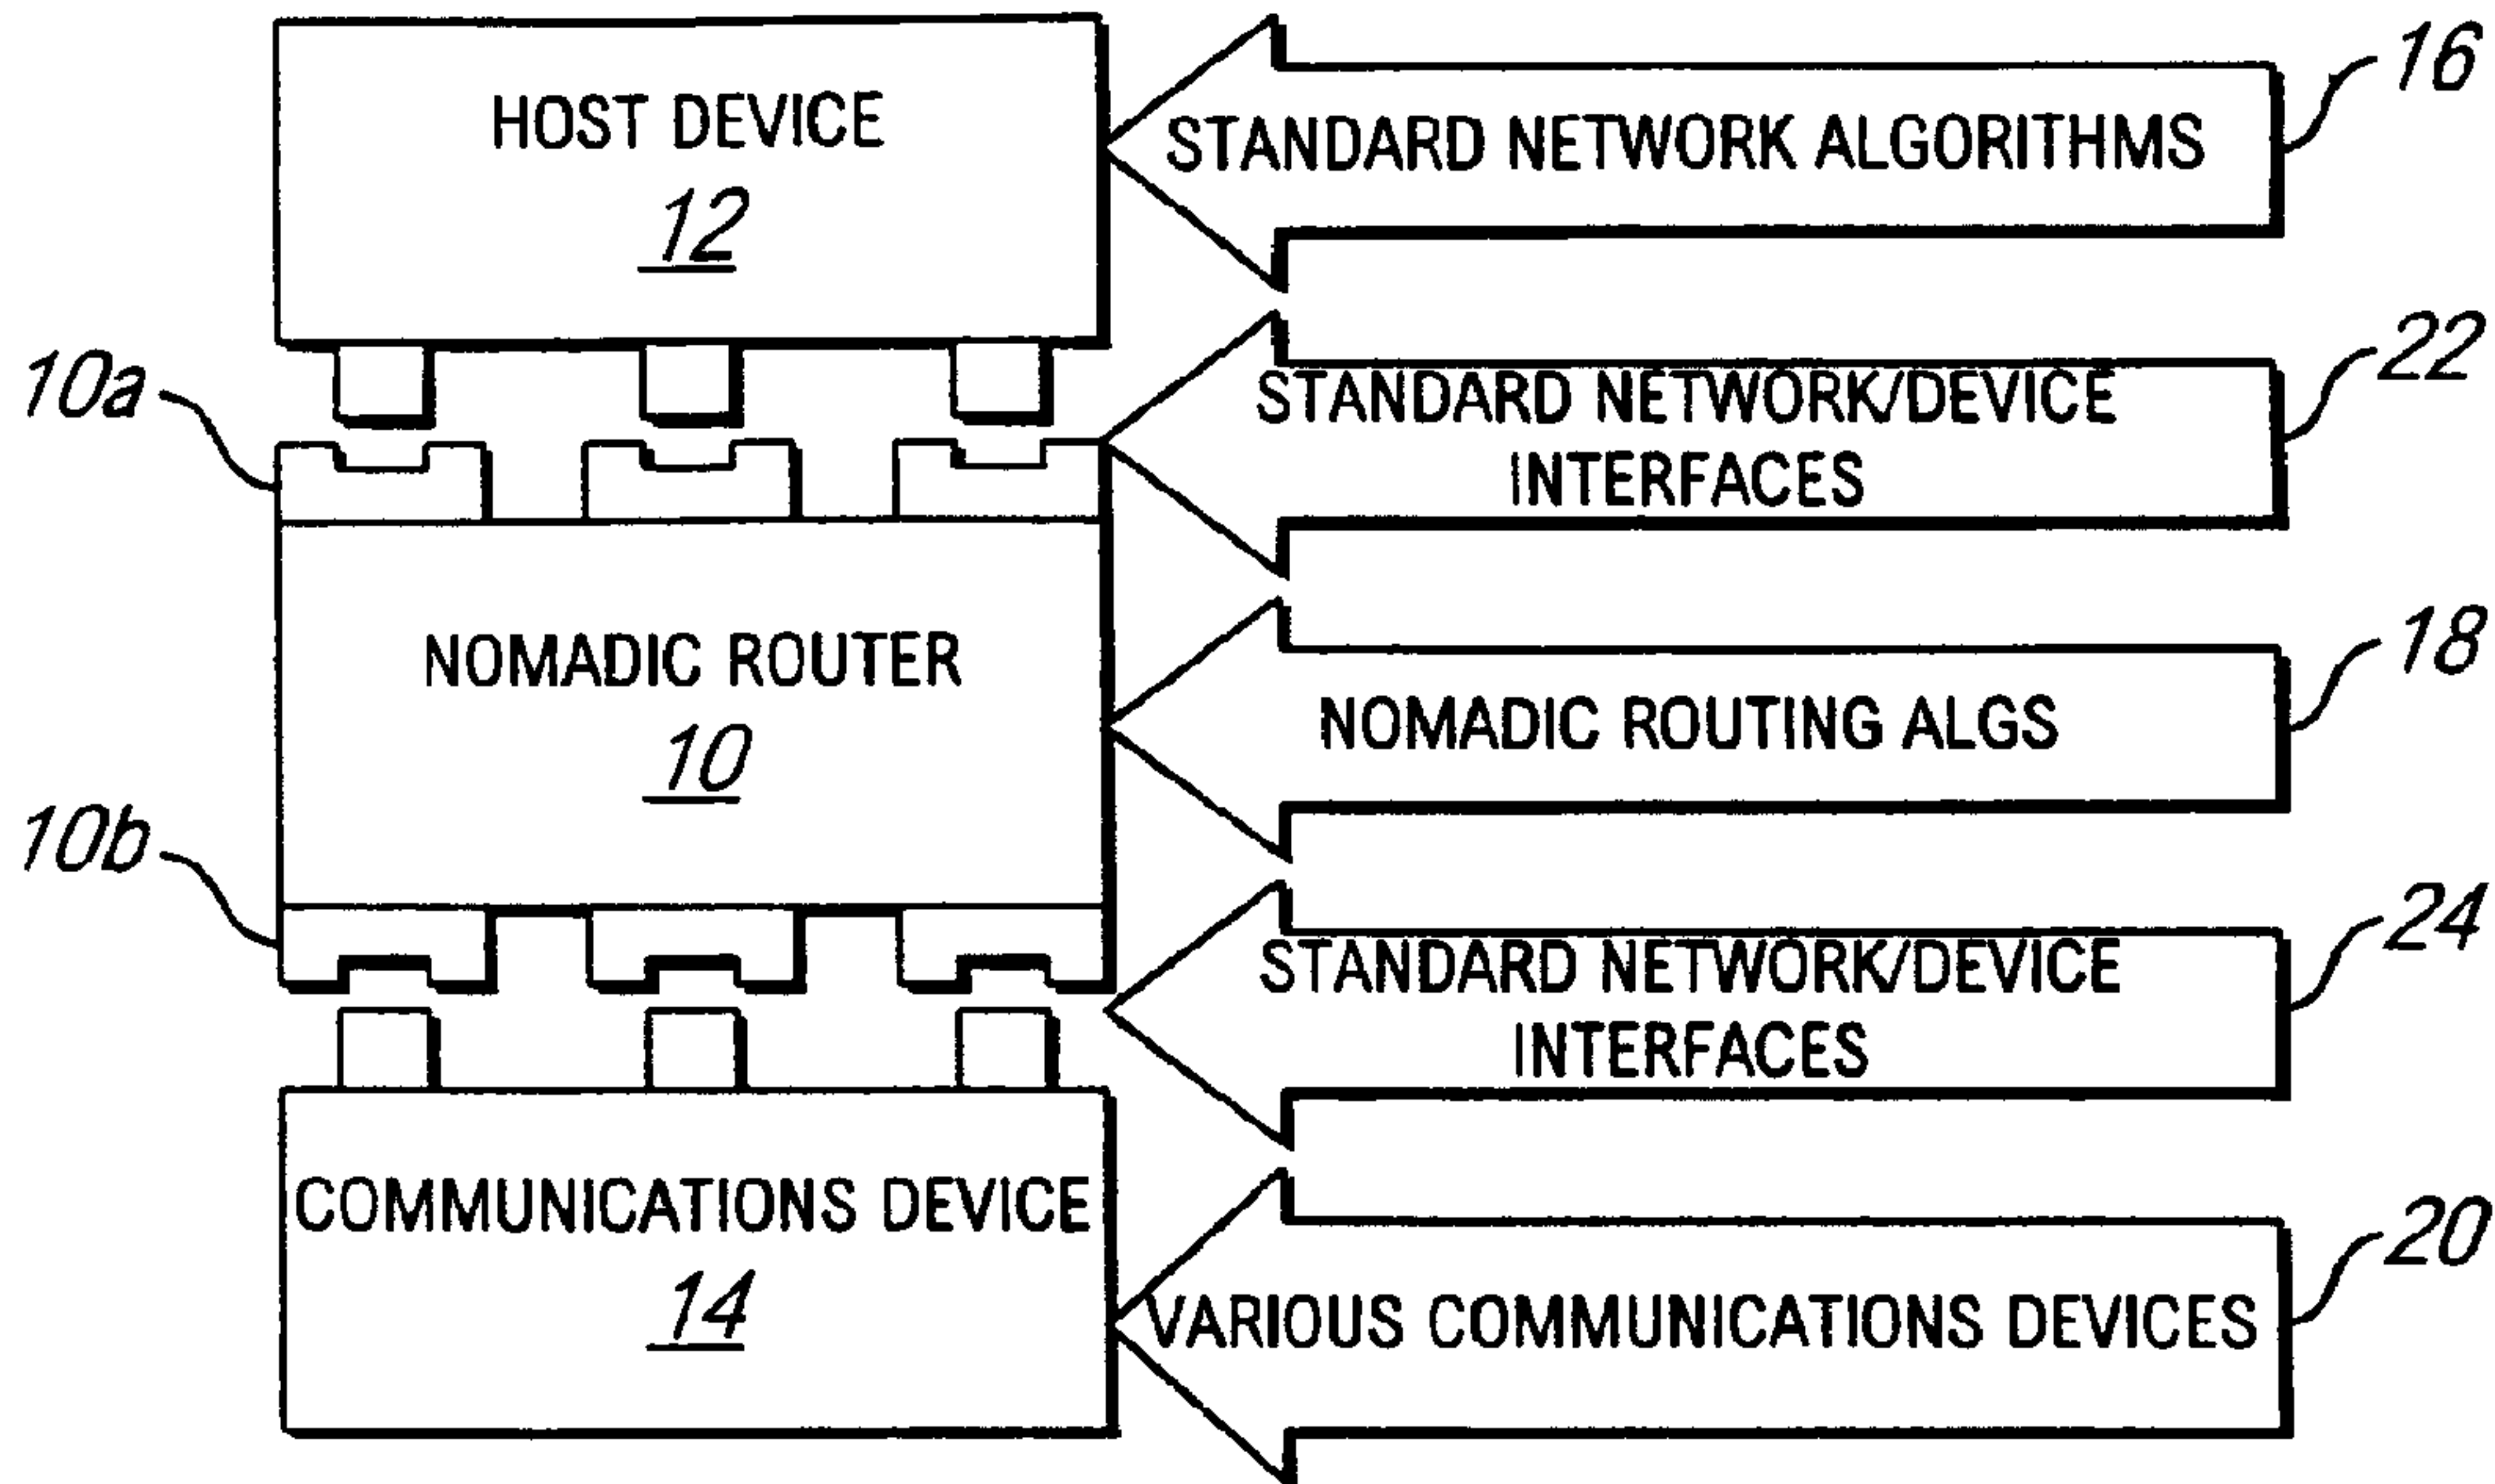 HOST DEVICE
12
STANDARD NETWORK ALGORITHMS
16
10a
STANDARD NETWORK/DEVICE
INTERFACES
22
NOMADIC ROUTER
10
NOMADIC ROUTING ALGS
18
10b
STANDARD NETWORK/DEVICE
INTERFACES
24
COMMUNICATIONS DEVICE
14
VARIOUS COMMUNICATIONS DEVICES
20